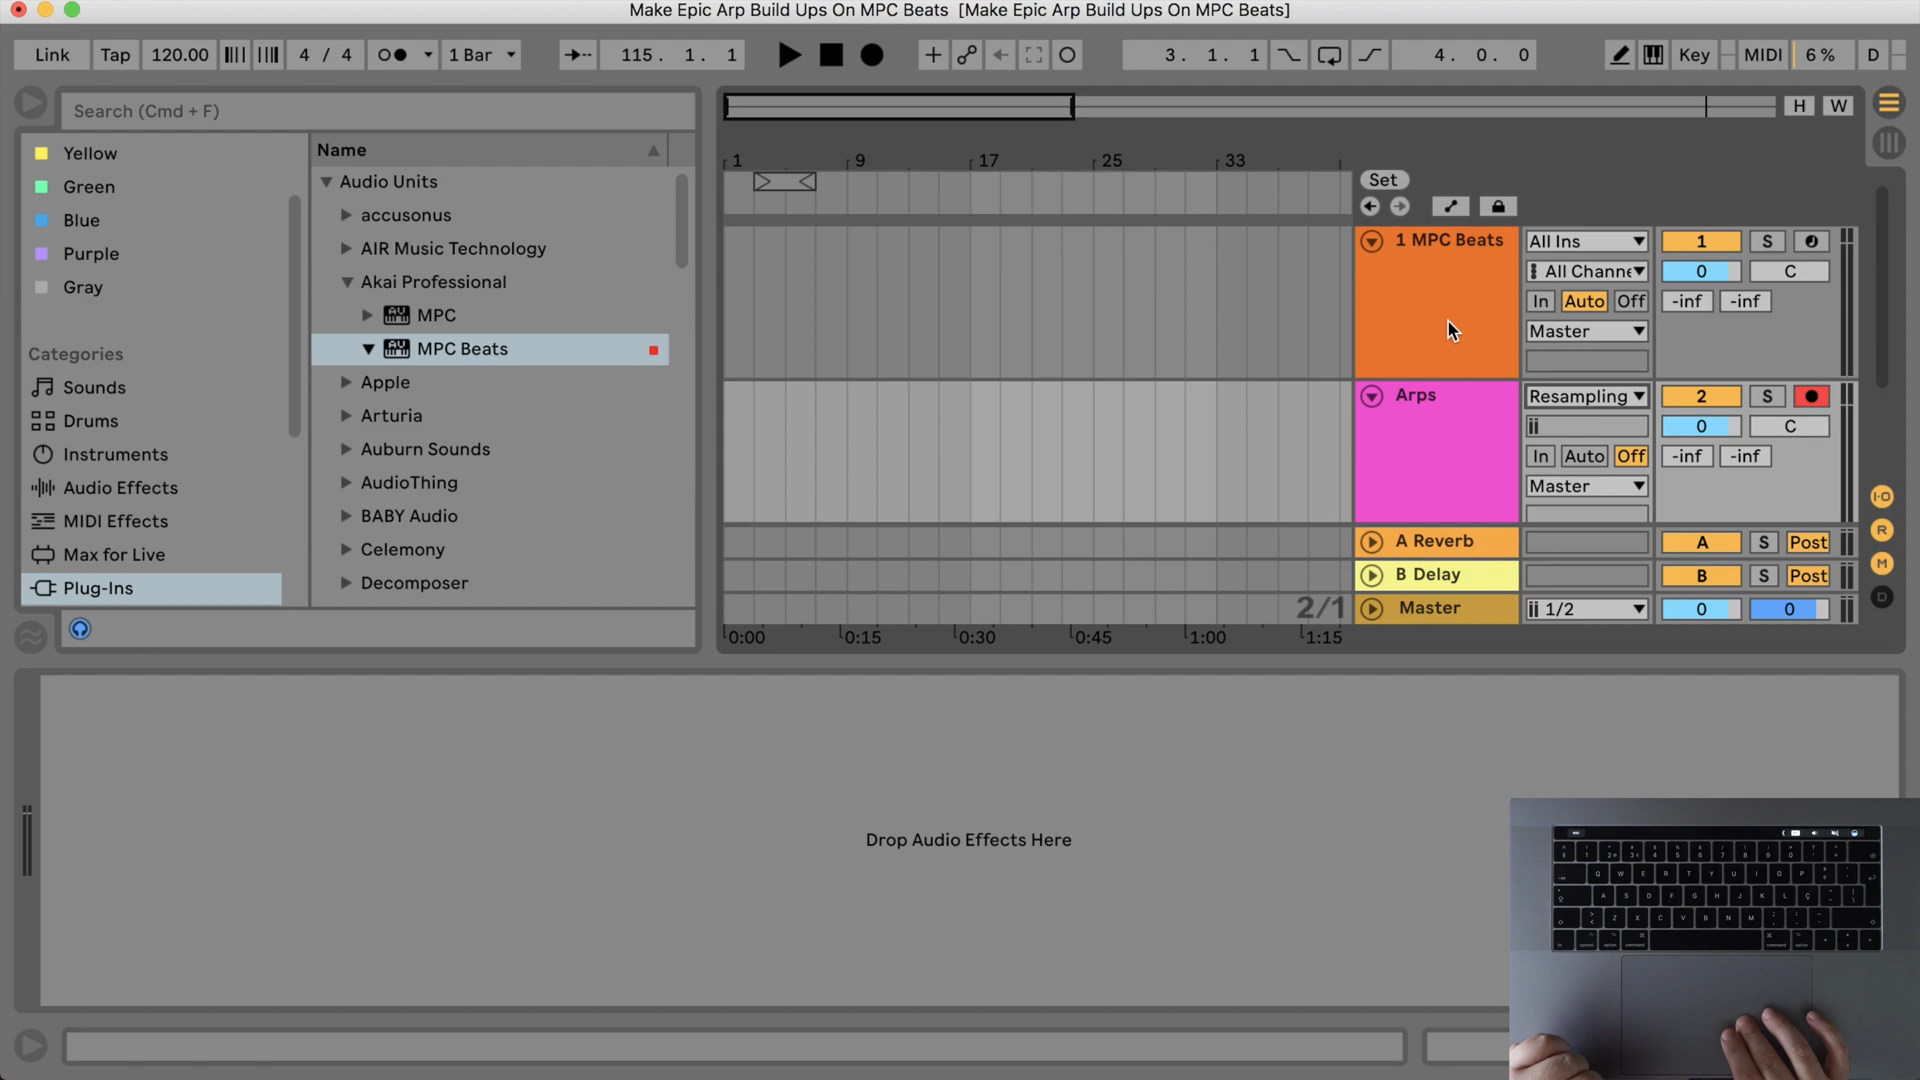 Make Epic Arp Build Ups On MPC Beats [Make Epic Arp Build Ups On MPC Beats]
Link Tap 120.00 4 / 4 1 Bar 115. 1. 1 3. 1. 1 4. 0. 0 Key MIDI 6 % D
Search (Cmd + F)
H W
Yellow
Green
Blue
Purple
Gray
Categories
Sounds
Drums
Instruments
Audio Effects
MIDI Effects
Max for Live
Plug-Ins
Name
Audio Units
accusonus
AIR Music Technology
Akai Professional
MPC
MPC Beats
Apple
Arturia
Auburn Sounds
AudioThing
BABY Audio
Celemony
Decomposer
1 9 17 25 33
Set
1 MPC Beats All Ins 1 S
All Channe 0 C
In Auto Off -inf -inf
Master
Arps Resampling 2 S
0 C
In Auto Off -inf -inf
Master
A Reverb A S Post
B Delay B S Post
2/1 Master 1/2 0 0
0:00 0:15 0:30 0:45 1:00 1:15
I·O
R
M
D
Drop Audio Effects Here